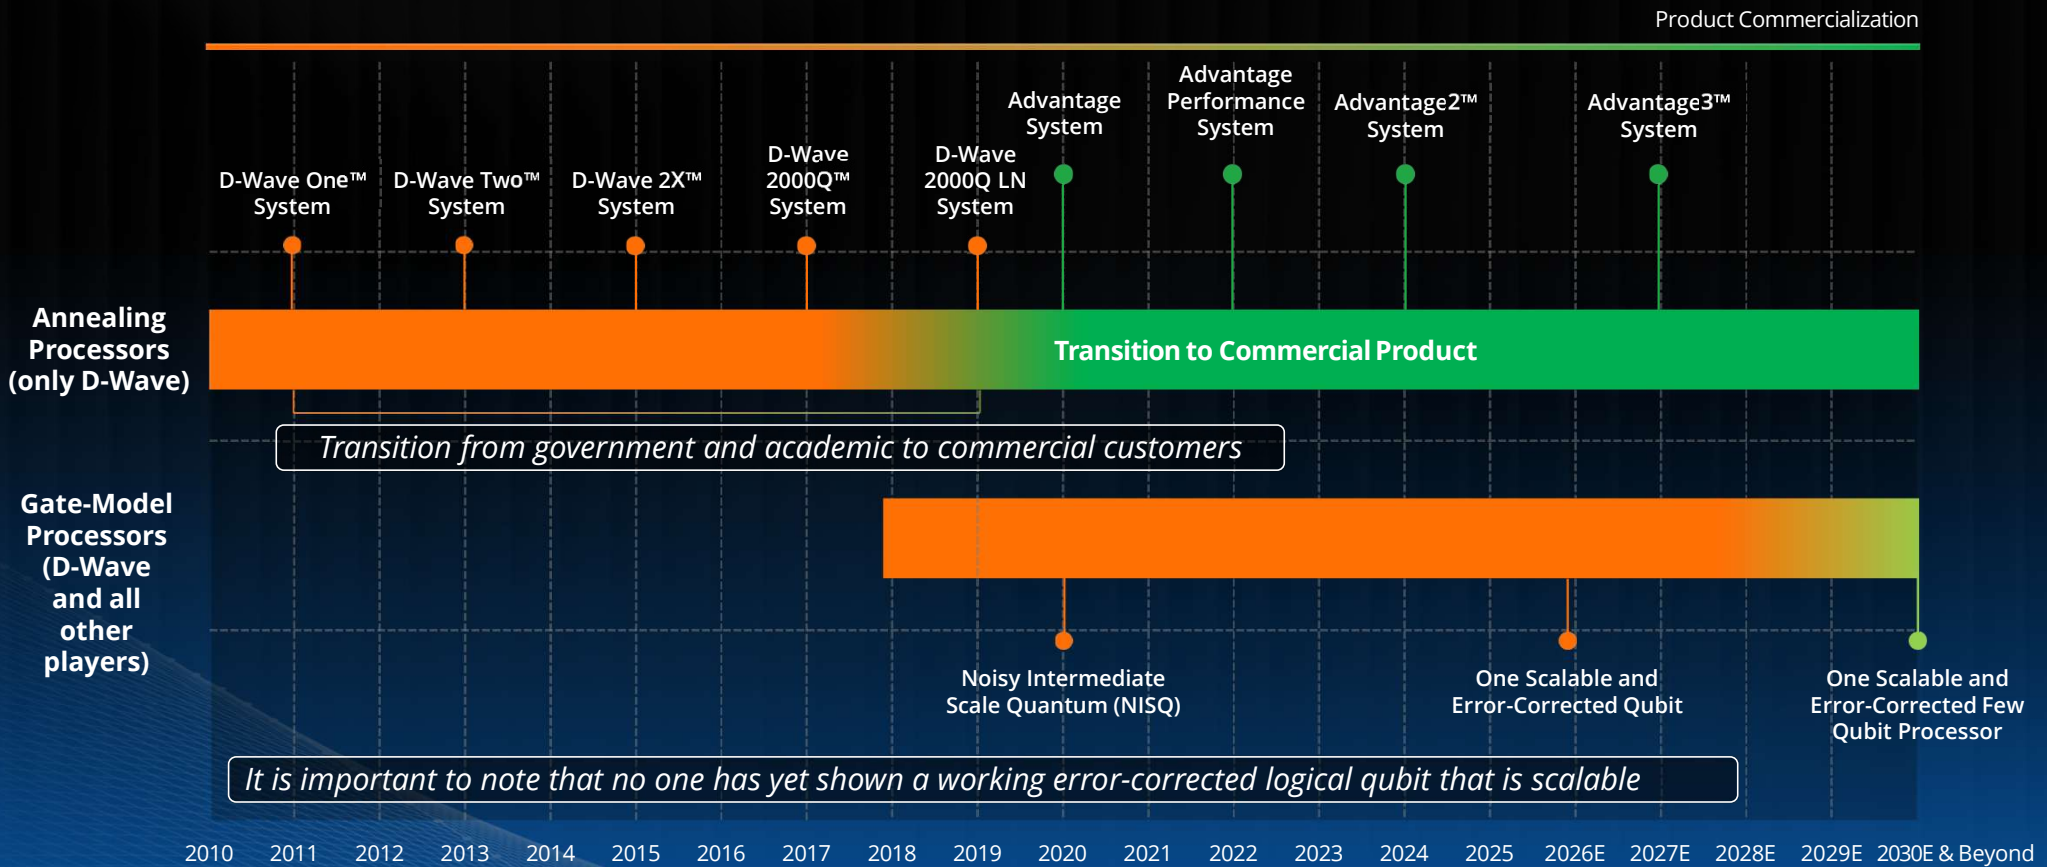 Product Commercialization
Advantage
System
Advantage
Performance
System
Advantage2™
System
Advantage3™
System
D-Wave One™
System
D-Wave Two™
System
D-Wave 2X™
System
D-Wave
2000Q™
System
D-Wave
2000Q LN
System
Annealing
Processors
(only D-Wave)
Transition to Commercial Product
Transition from government and academic to commercial customers
Gate-Model
Processors
(D-Wave
and all
other
players)
Noisy Intermediate
Scale Quantum (NISQ)
One Scalable and
Error-Corrected Qubit
One Scalable and
Error-Corrected Few
Qubit Processor
It is important to note that no one has yet shown a working error-corrected logical qubit that is scalable
2010 2011 2012 2013 2014 2015 2016 2017 2018 2019 2020 2021 2022 2023 2024 2025 2026E 2027E 2028E 2029E 2030E & Beyond